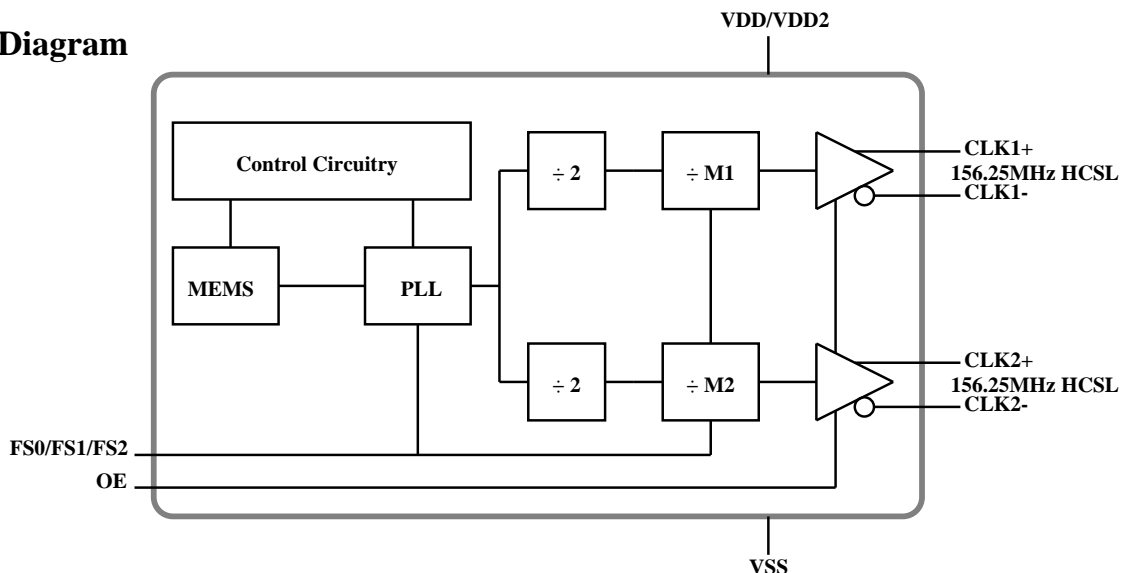 VDD/VDD2
Diagram
Control Circuitry
÷ 2
÷ M1
CLK1+
156.25MHz HCSL
CLK1-
MEMS
PLL
÷ 2
÷ M2
CLK2+
156.25MHz HCSL
CLK2-
FS0/FS1/FS2
OE
VSS